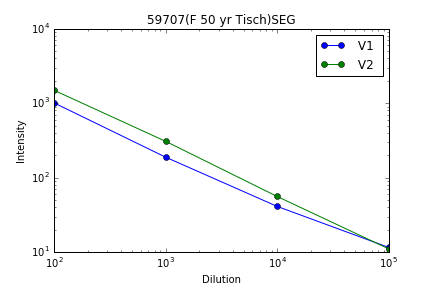 59707(F 50 yr Tisch)SEG
10⁴
V1
V2
10³
Intensity
10²
10¹
10² 10³ 10⁴ 10⁵
Dilution